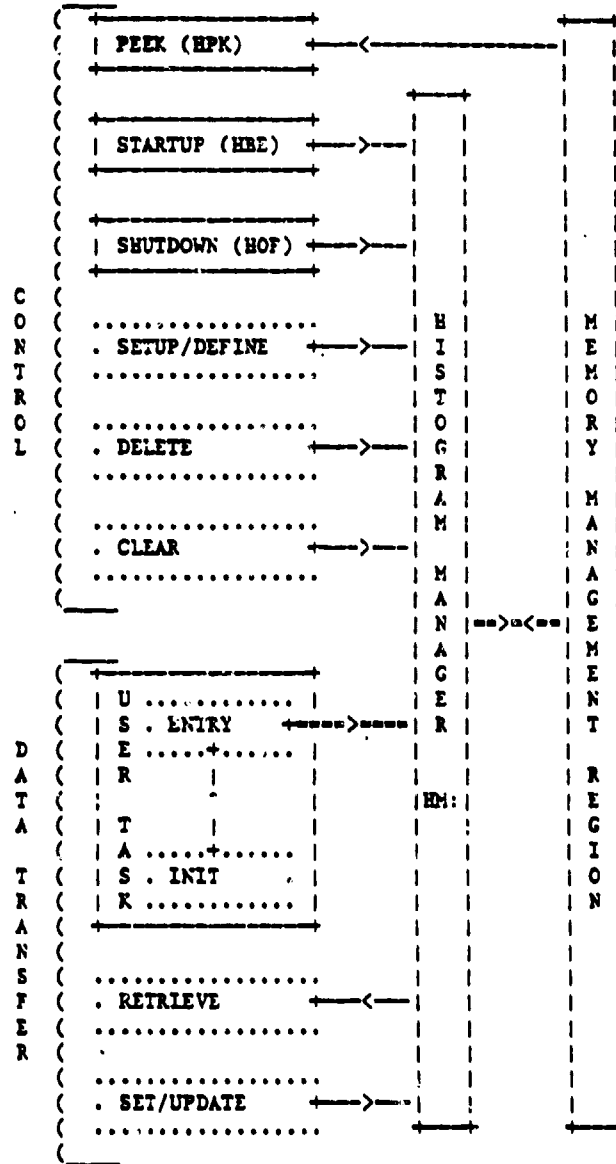 PEEK (HPK)
STARTUP (HBE)
SHUTDOWN (HOF)
SETUP/DEFINE
DELETE
CLEAR
CONTROL
HISTOGRAM MANAGER
HM:
MEMORY MANAGEMENT REGION
DATA TRANSFER
USER TASK
ENTRY
INIT
RETRIEVE
SET/UPDATE